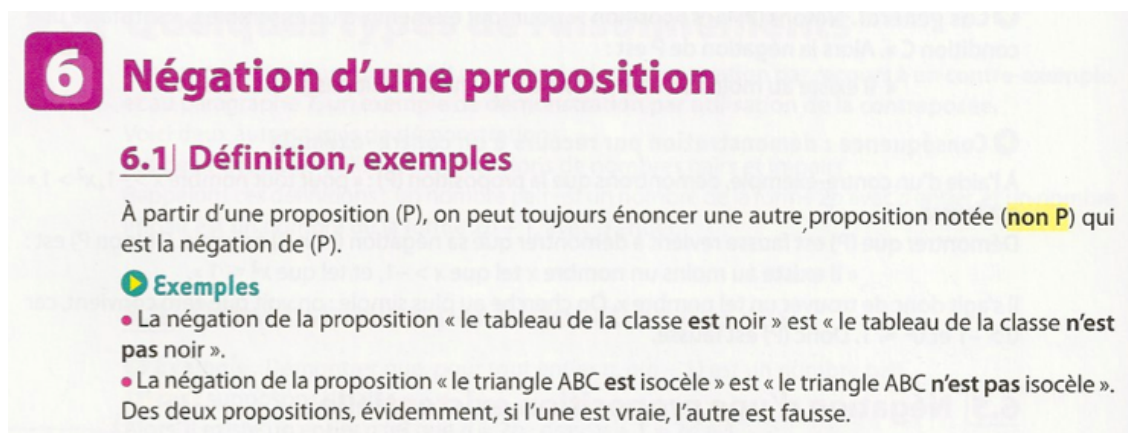 6 Négation d'une proposition
6.1 Définition, exemples
À partir d'une proposition (P), on peut toujours énoncer une autre proposition notée (non P) qui
est la négation de (P).
Exemples
• La négation de la proposition « le tableau de la classe est noir » est « le tableau de la classe n'est
pas noir ».
• La négation de la proposition « le triangle ABC est isocèle » est « le triangle ABC n'est pas isocèle ».
Des deux propositions, évidemment, si l'une est vraie, l'autre est fausse.